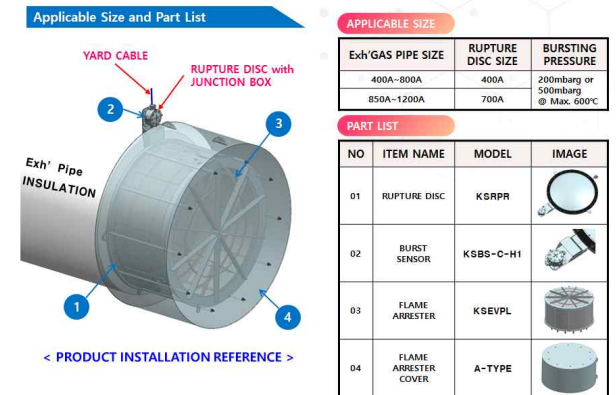 Applicable Size and Part List
YARD CABLE
RUPTURE DISC with
JUNCTION BOX
2
3
Exh' Pipe
INSULATION
1
4
< PRODUCT INSTALLATION REFERENCE >
APPLICABLE SIZE
Exh'GAS PIPE SIZE RUPTURE DISC SIZE BURSTING PRESSURE
400A~800A 400A 200mbarg or
500mbarg
@ Max. 600℃
850A~1200A 700A
PART LIST
NO ITEM NAME MODEL IMAGE
01 RUPTURE DISC KSRPR
02 BURST SENSOR KSBS-C-H1
03 FLAME ARRESTER KSEVPL
04 FLAME ARRESTER COVER A-TYPE